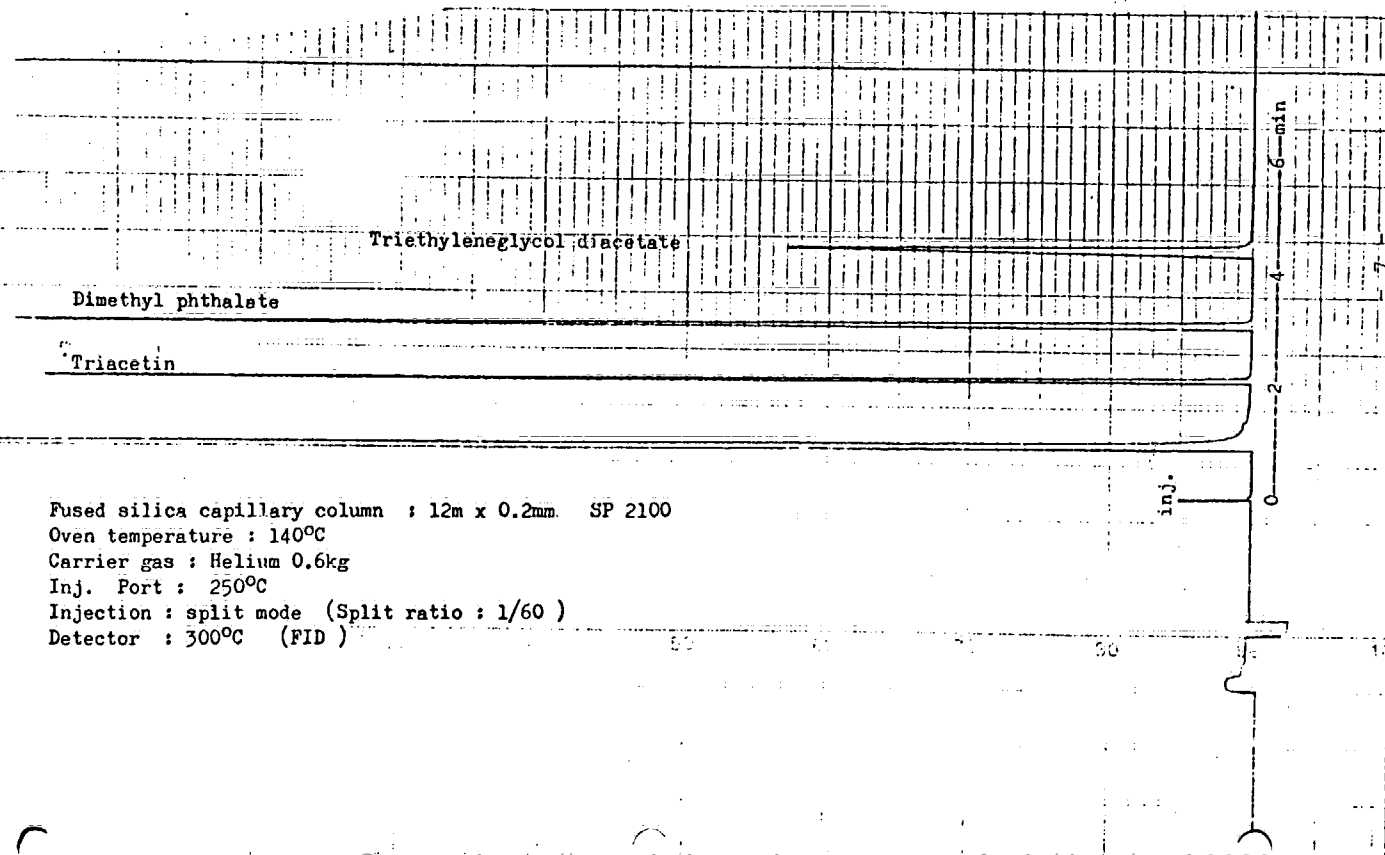 6 min
Triethyleneglycol diacetate
4
7
Dimethyl phthalate
Triacetin
2
inj.
0
Fused silica capillary column : 12m x 0.2mm. SP 2100
Oven temperature : 140°C
Carrier gas : Helium 0.6kg
Inj. Port : 250°C
Injection : split mode (Split ratio : 1/60 )
Detector : 300°C (FID )